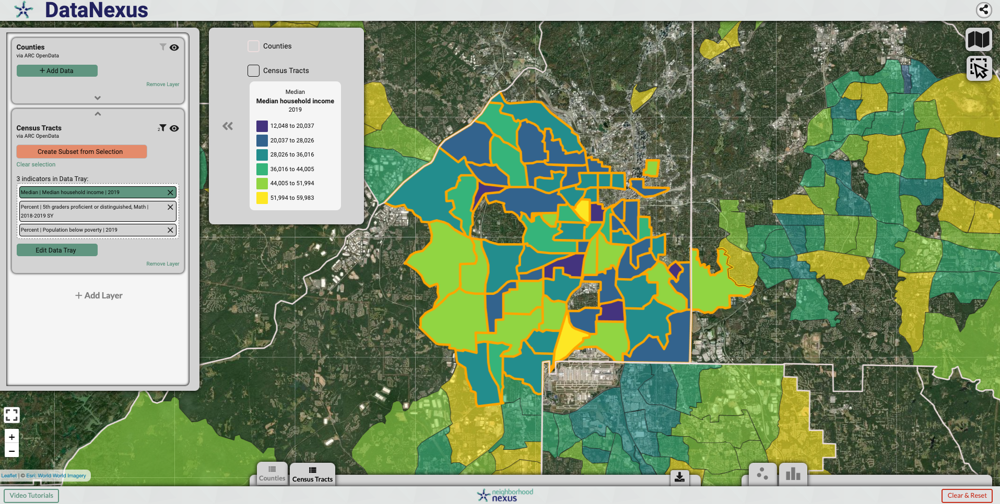 DataNexus
Counties
via ARC OpenData
+ Add Data
Remove Layer
Census Tracts
via ARC OpenData
2
Create Subset from Selection
Clear selection
3 indicators in Data Tray:
Median | Median household income | 2019
Percent | 5th graders proficient or distinguished, Math |
2018-2019 SY
Percent | Population below poverty | 2019
Edit Data Tray
Remove Layer
+ Add Layer
Counties
Census Tracts
Median
Median household income
2019
12,048 to 20,037
20,037 to 28,026
28,026 to 36,016
36,016 to 44,005
44,005 to 51,994
51,994 to 59,983
+
−
Leaflet | © Esri: World World Imagery
Counties
Census Tracts
Video Tutorials
neighborhood
nexus
Clear & Reset